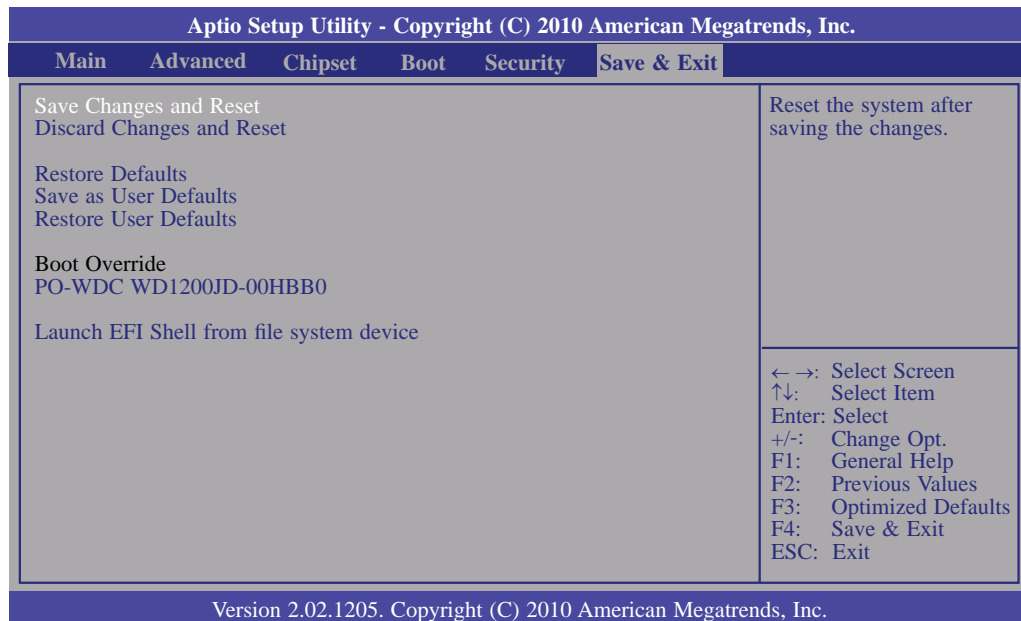 Aptio Setup Utility - Copyright (C) 2010 American Megatrends, Inc.
Main Advanced Chipset Boot Security Save & Exit
Save Changes and Reset
Discard Changes and Reset
Restore Defaults
Save as User Defaults
Restore User Defaults
Boot Override
PO-WDC WD1200JD-00HBB0
Launch EFI Shell from file system device
Reset the system after
saving the changes.
←→: Select Screen
↑↓: Select Item
Enter: Select
+/-: Change Opt.
F1: General Help
F2: Previous Values
F3: Optimized Defaults
F4: Save & Exit
ESC: Exit
Version 2.02.1205. Copyright (C) 2010 American Megatrends, Inc.